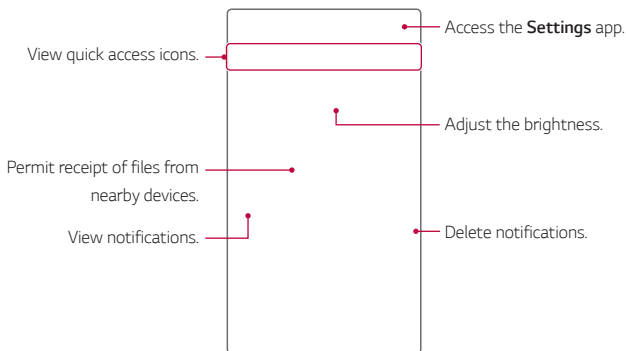 Access the Settings app.
View quick access icons.
Adjust the brightness.
Permit receipt of files from
nearby devices.
View notifications.
Delete notifications.